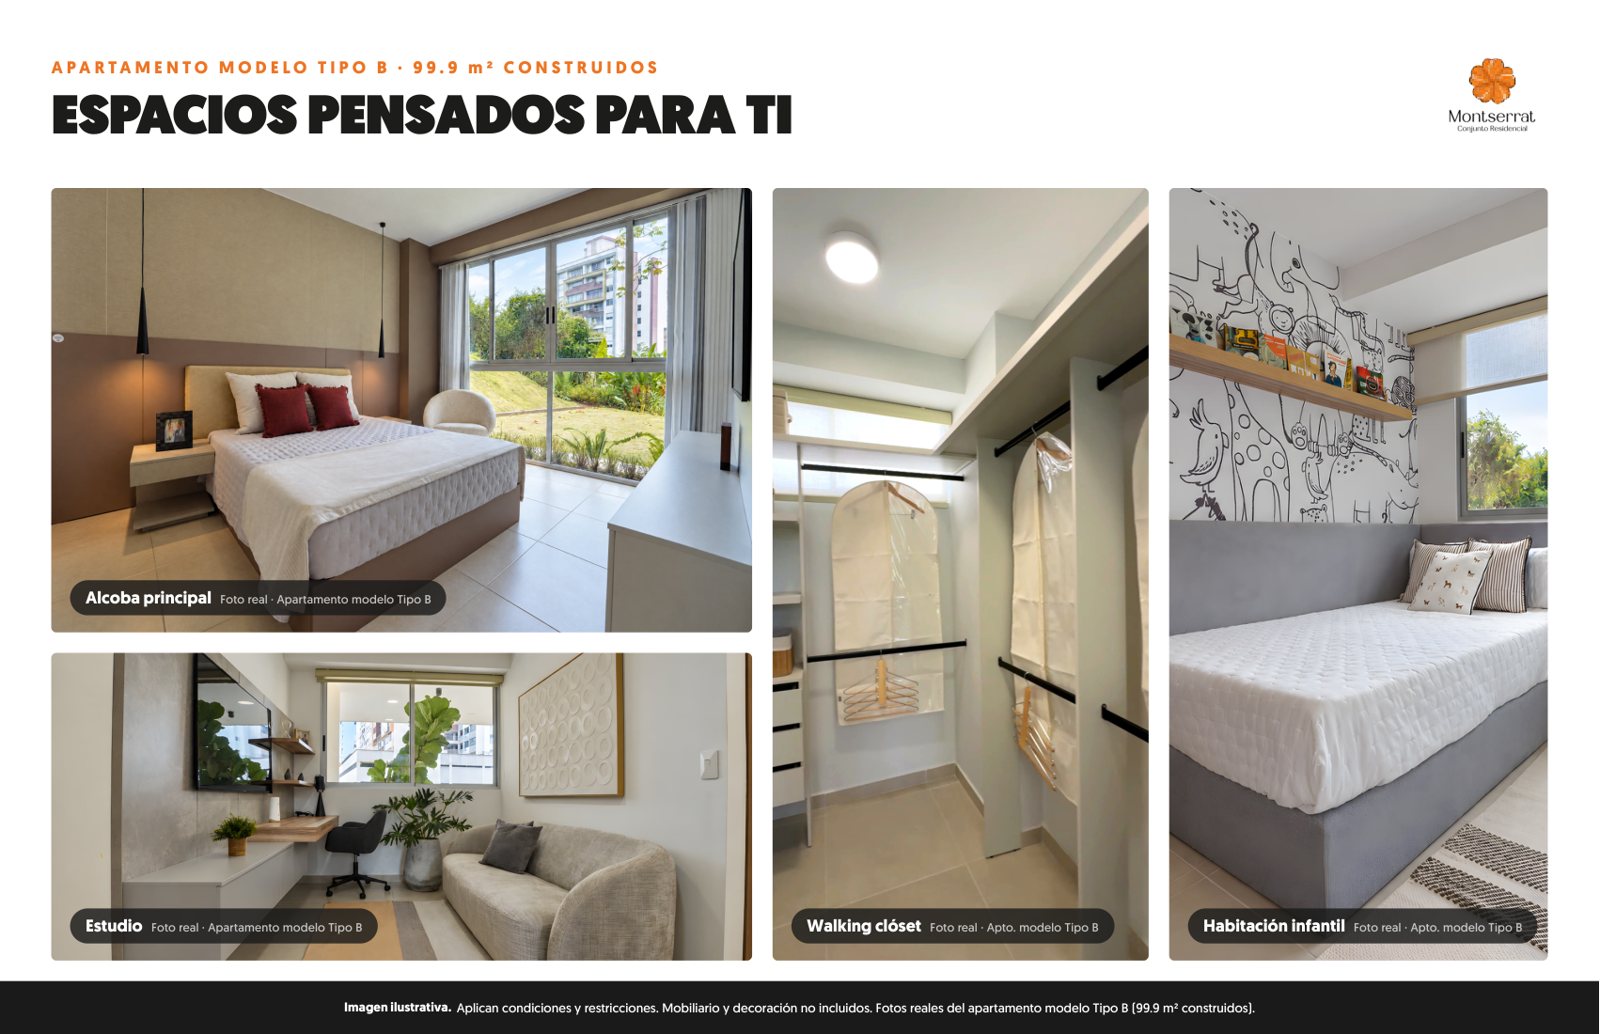 APARTAMENTO MODELO TIPO B · 99.9 m² CONSTRUIDOS
ESPACIOS PENSADOS PARA TI
Montserrat
Conjunto Residencial
Alcoba principal Foto real · Apartamento modelo Tipo B
Estudio Foto real · Apartamento modelo Tipo B
Walking clóset Foto real · Apto. modelo Tipo B
Habitación infantil Foto real · Apto. modelo Tipo B
Imagen ilustrativa. Aplican condiciones y restricciones. Mobiliario y decoración no incluidos. Fotos reales del apartamento modelo Tipo B (99.9 m² construidos).